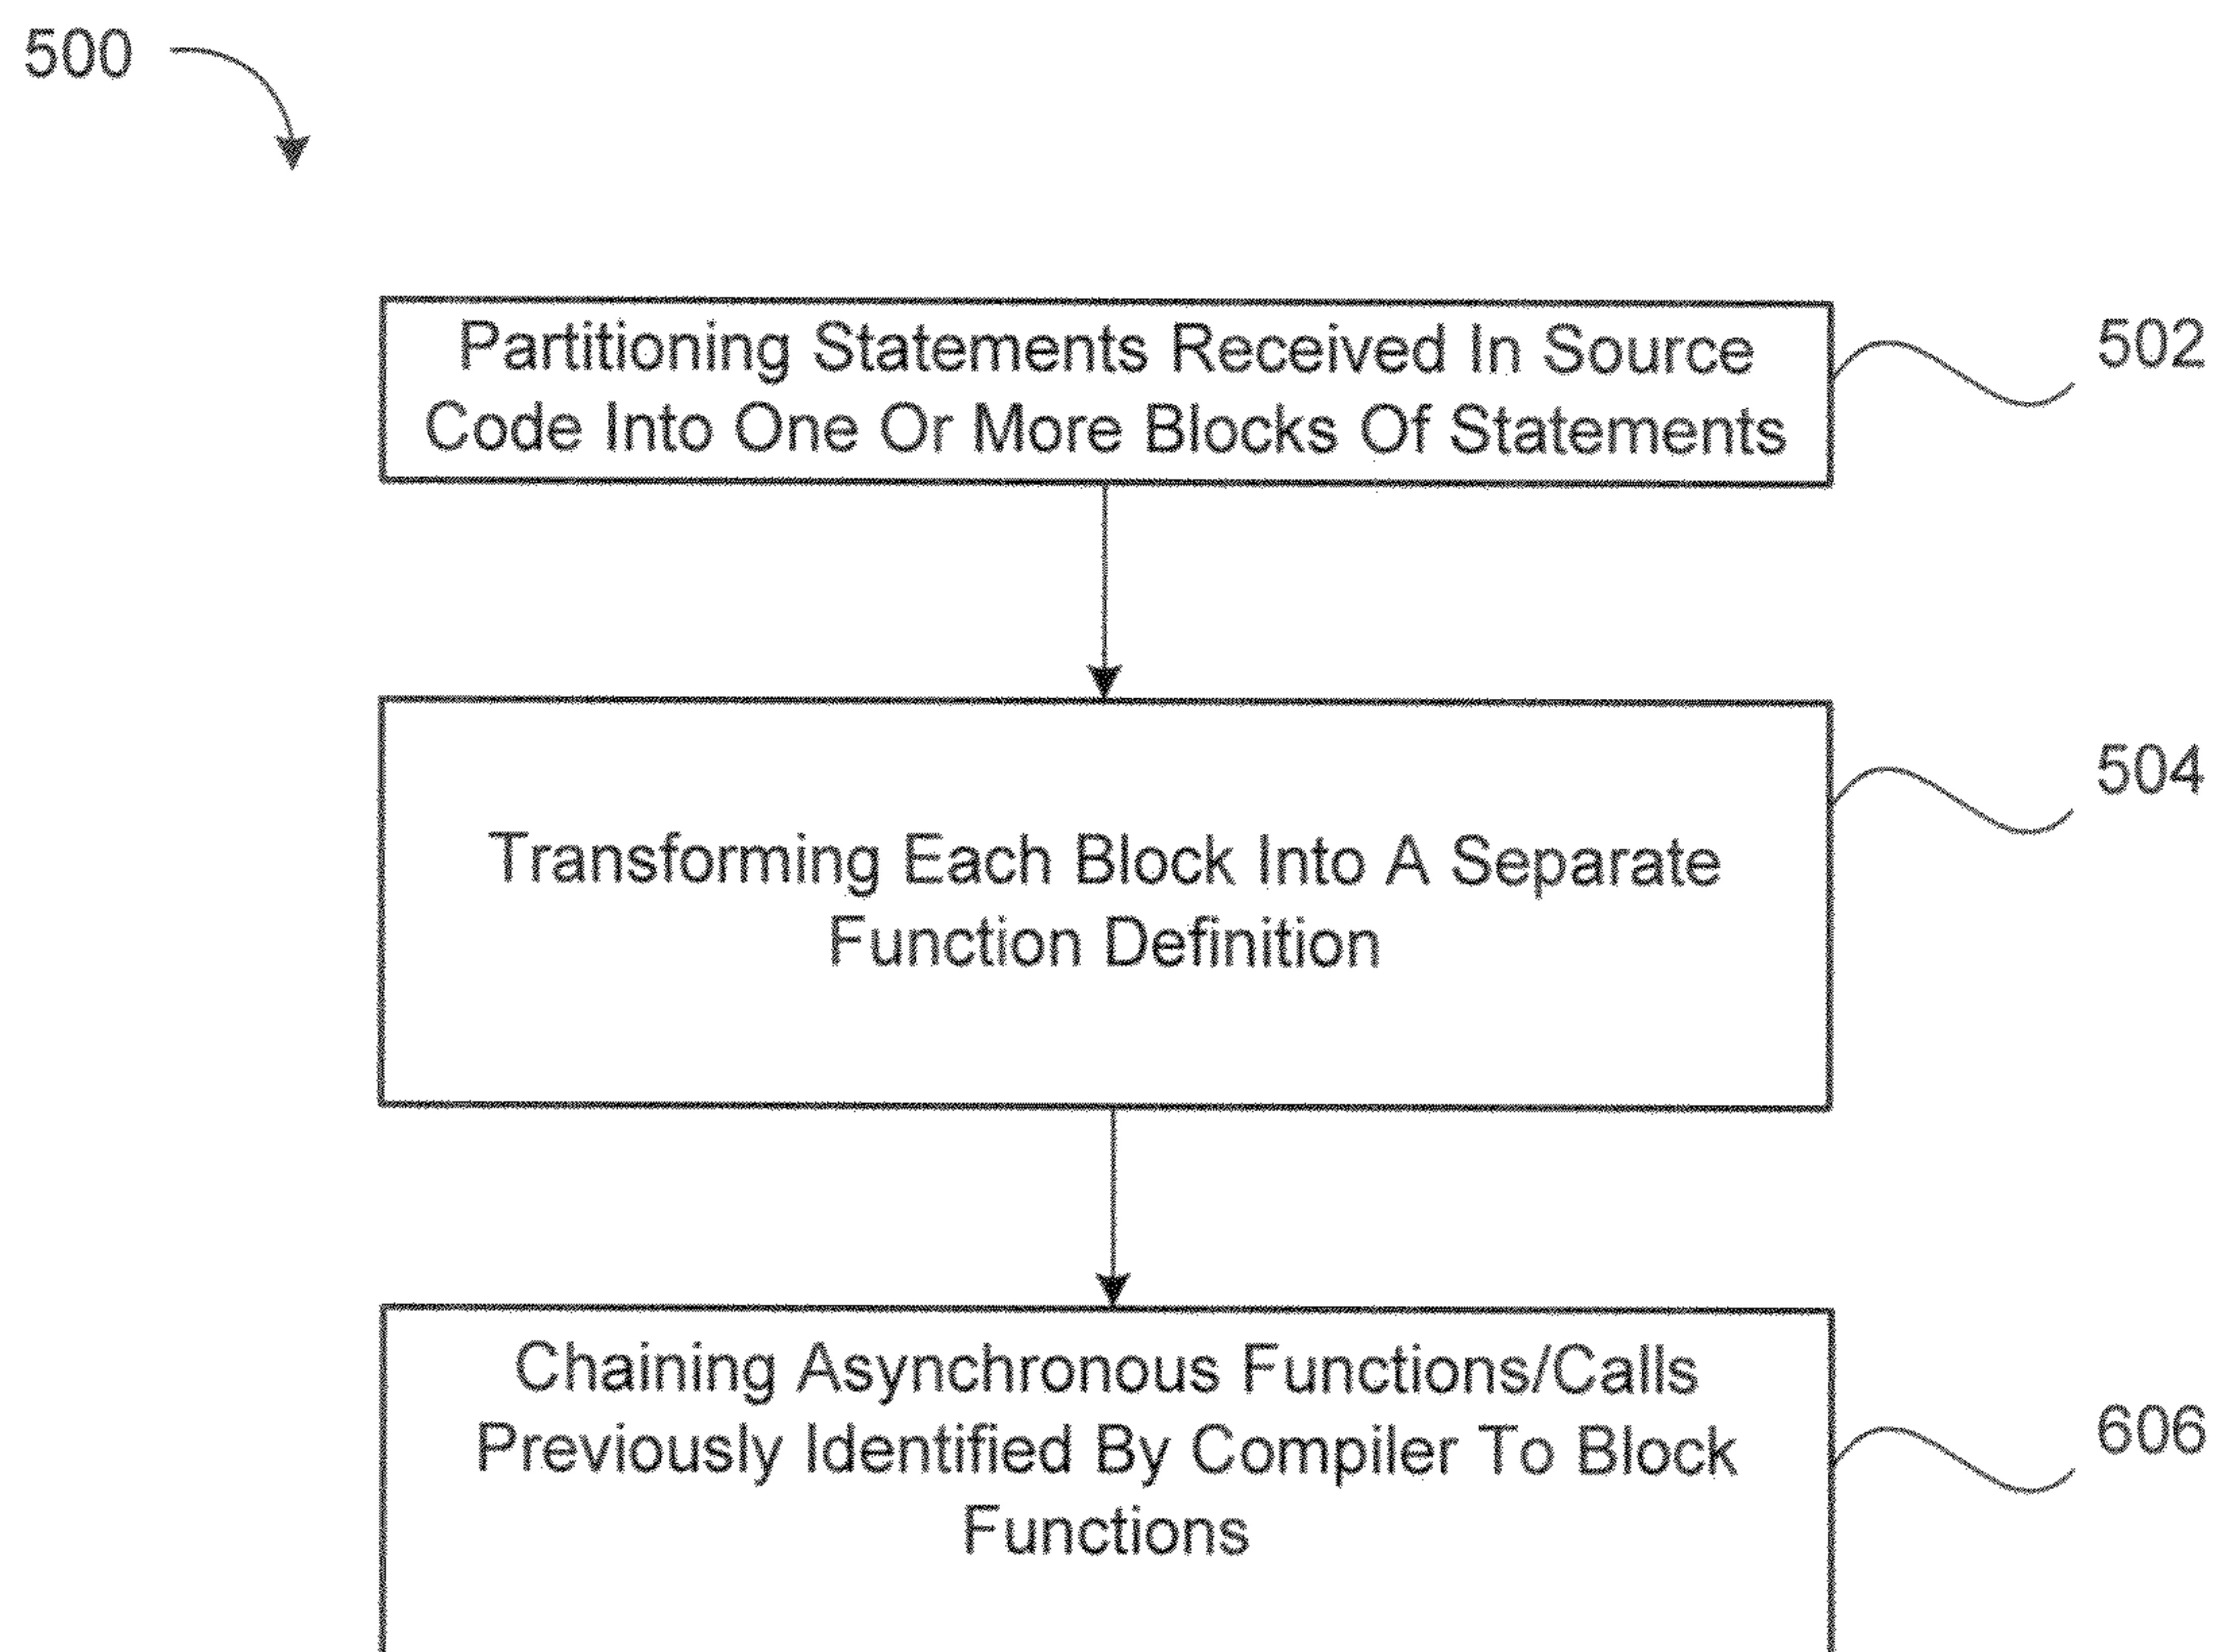 500
Partitioning Statements Received In Source
Code Into One Or More Blocks Of Statements
502
Transforming Each Block Into A Separate
Function Definition
504
Chaining Asynchronous Functions/Calls
Previously Identified By Compiler To Block
Functions
606